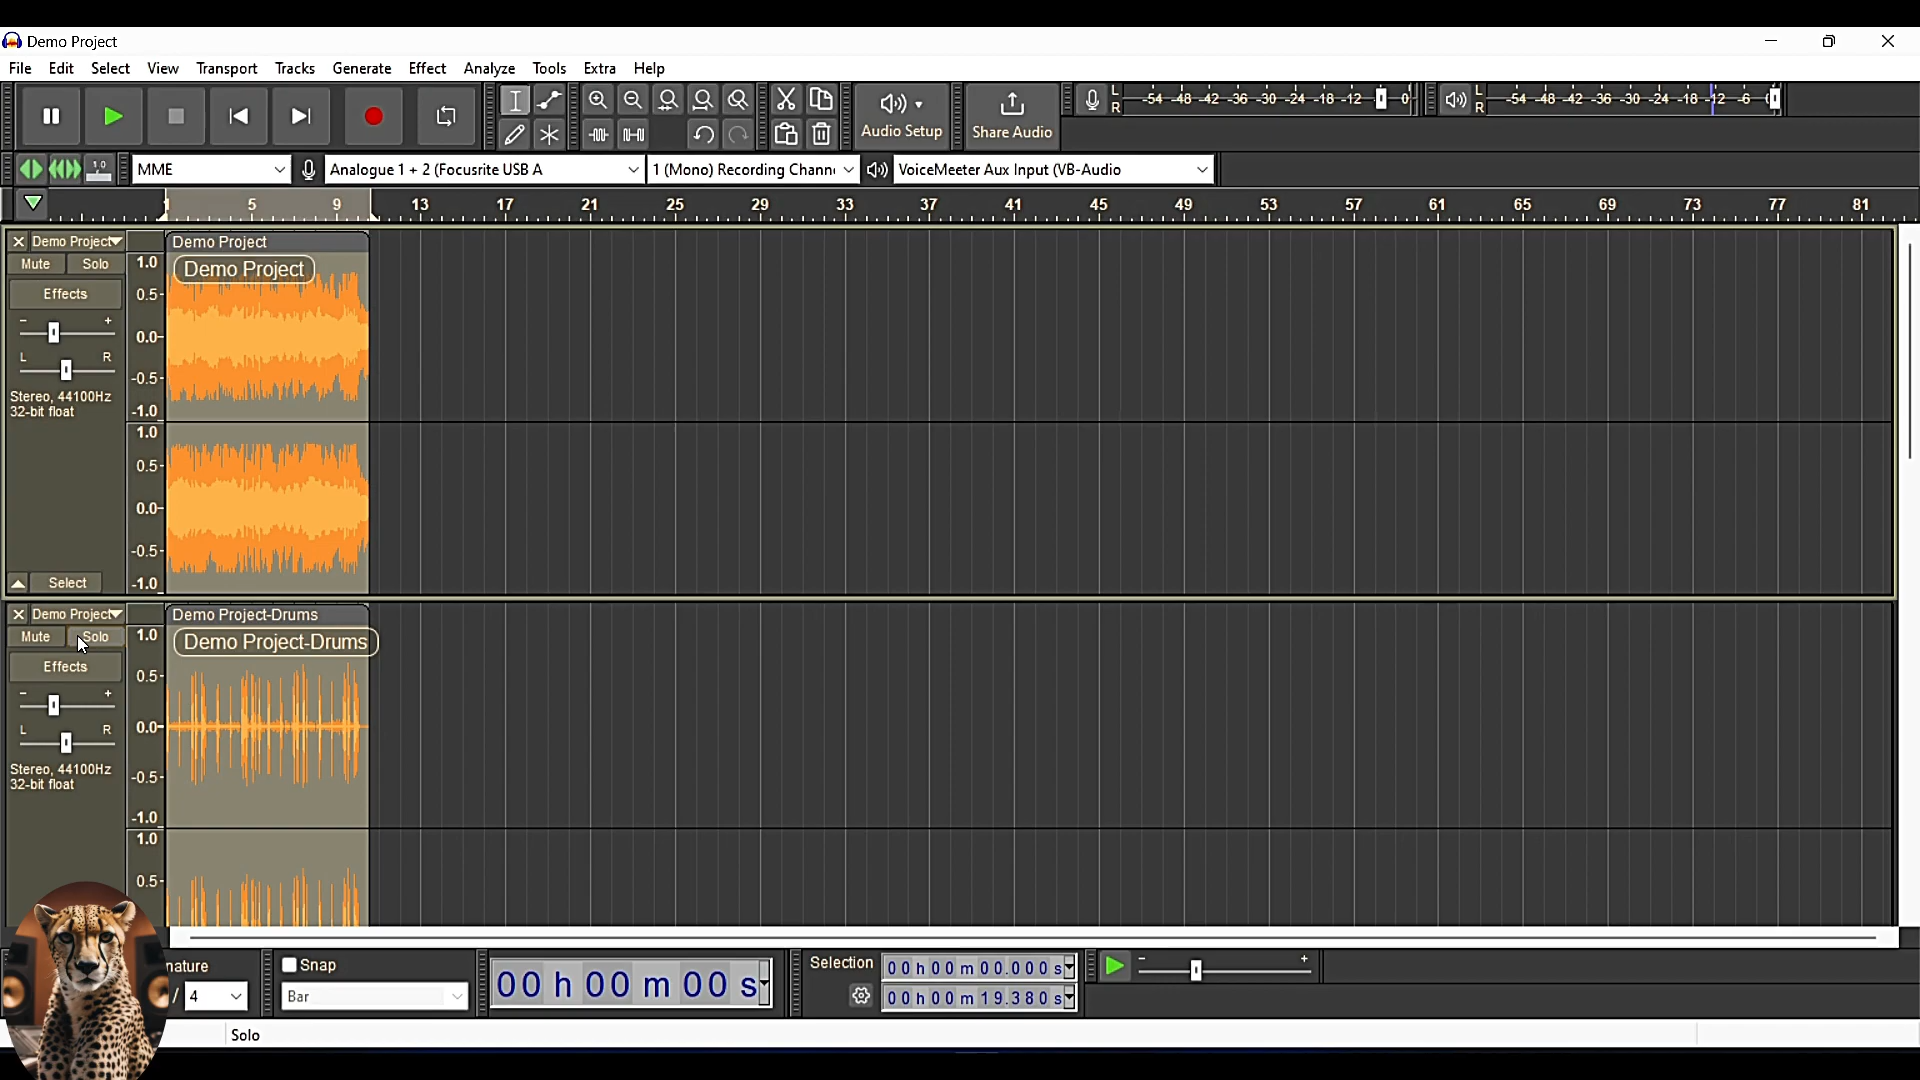 Demo Project
File Edit Select View Transport Tracks Generate Effect Analyze Tools Extra Help
Audio Setup
Share Audio
L
R
-54 -48 -42 -36 -30 -24 -18 -12 0
L
R
-54 -48 -42 -36 -30 -24 -18 -12 -6
1.0
MME
Analogue 1 + 2 (Focusrite USB A
1 (Mono) Recording Chann
VoiceMeeter Aux Input (VB-Audio
1 5 9 13 17 21 25 29 33 37 41 45 49 53 57 61 65 69 73 77 81
Demo Project
Demo Project
Mute Solo
Demo Project
Effects
- +
L R
Stereo, 44100Hz
32-bit float
Select
1.0
0.5-
0.0-
-0.5-
-1.0
1.0
0.5-
0.0-
-0.5-
-1.0
Demo Project
Demo Project-Drums
Mute Solo
Demo Project-Drums
Effects
- +
L R
Stereo, 44100Hz
32-bit float
1.0
0.5-
0.0-
-0.5-
-1.0
1.0
0.5-
nature
/ 4
Snap
Bar
00 h 00 m 00 s
Selection
00 h 00 m 00.000 s
00 h 00 m 19.380 s
- +
Solo